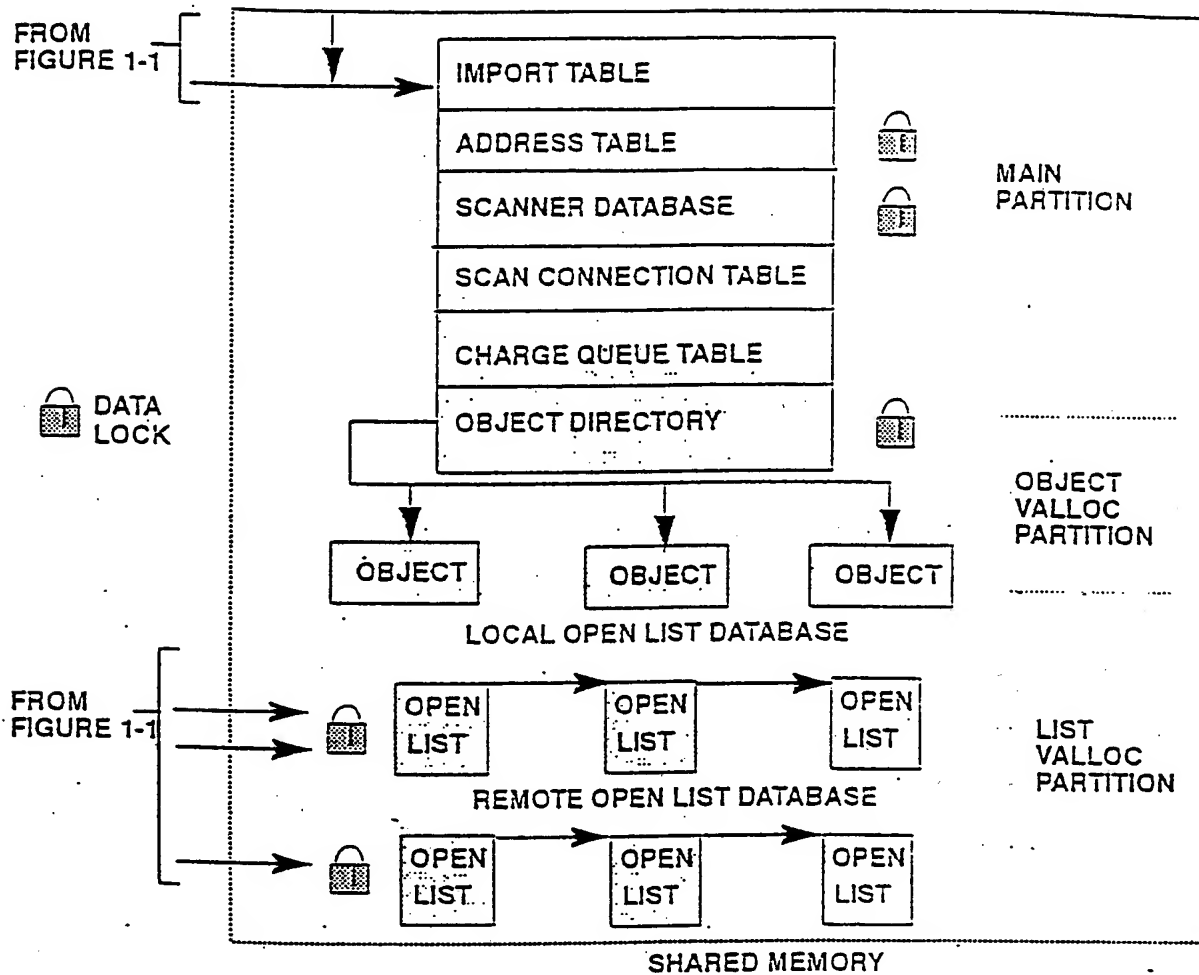 FROM
FIGURE 1-1
IMPORT TABLE
ADDRESS TABLE
MAIN
PARTITION
SCANNER DATABASE
SCAN CONNECTION TABLE
CHARGE QUEUE TABLE
DATA
LOCK
OBJECT DIRECTORY
OBJECT
VALLOC
PARTITION
OBJECT
OBJECT
OBJECT
LOCAL OPEN LIST DATABASE
FROM
FIGURE 1-1
OPEN
LIST
OPEN
LIST
OPEN
LIST
LIST
VALLOC
PARTITION
REMOTE OPEN LIST DATABASE
OPEN
LIST
OPEN
LIST
OPEN
LIST
SHARED MEMORY